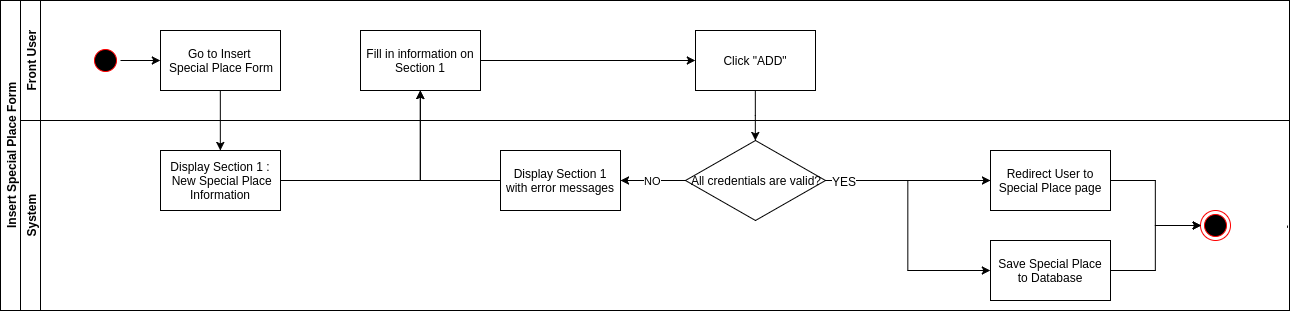 Insert Special Place Form
Front User
System
Go to Insert
Special Place Form
Fill in information on
Section 1
Click "ADD"
Display Section 1 :
New Special Place
Information
Display Section 1
with error messages
NO
All credentials are valid?
YES
Redirect User to
Special Place page
Save Special Place
to Database